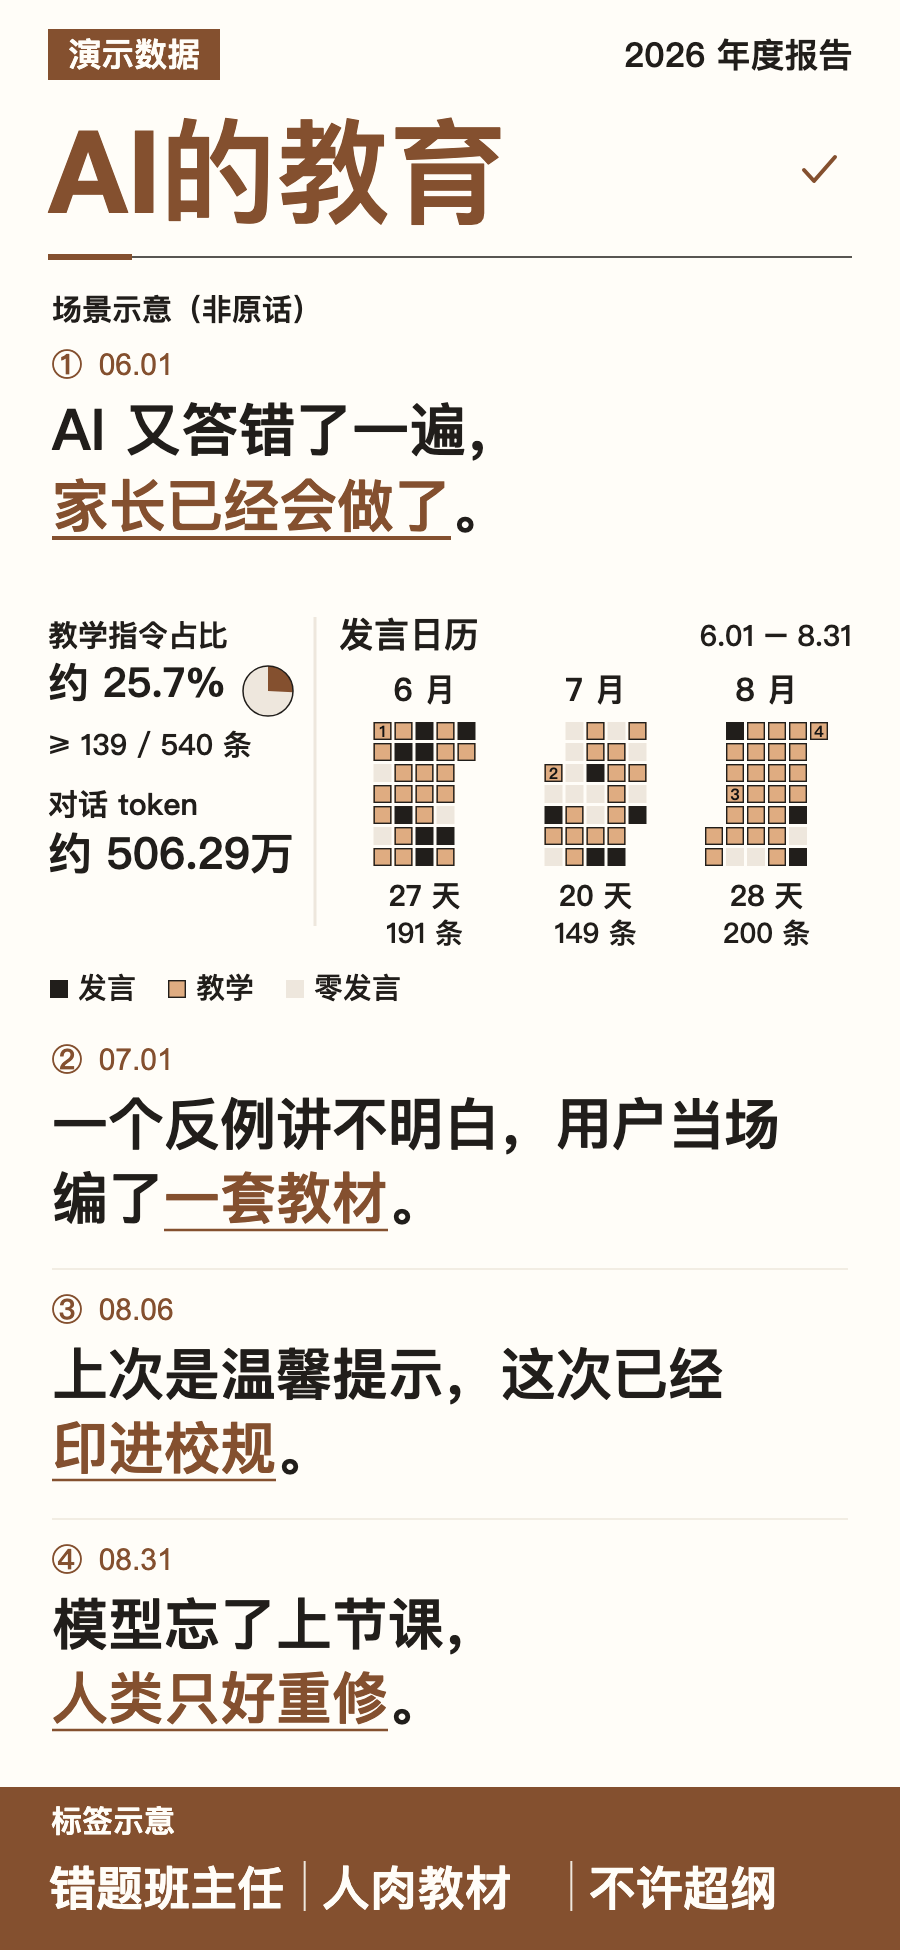 演示数据
2026 年度报告
AI的教育
场景示意（非原话）
① 06.01
AI 又答错了一遍，
家长已经会做了。
教学指令占比
约 25.7%
≥ 139 / 540 条
对话 token
约 506.29万
发言日历
6.01 – 8.31
6 月
7 月
8 月
1
4
2
3
27 天
20 天
28 天
191 条
149 条
200 条
发言
教学
零发言
② 07.01
一个反例讲不明白，用户当场
编了一套教材。
③ 08.06
上次是温馨提示，这次已经
印进校规。
④ 08.31
模型忘了上节课，
人类只好重修。
标签示意
错题班主任
人肉教材
不许超纲